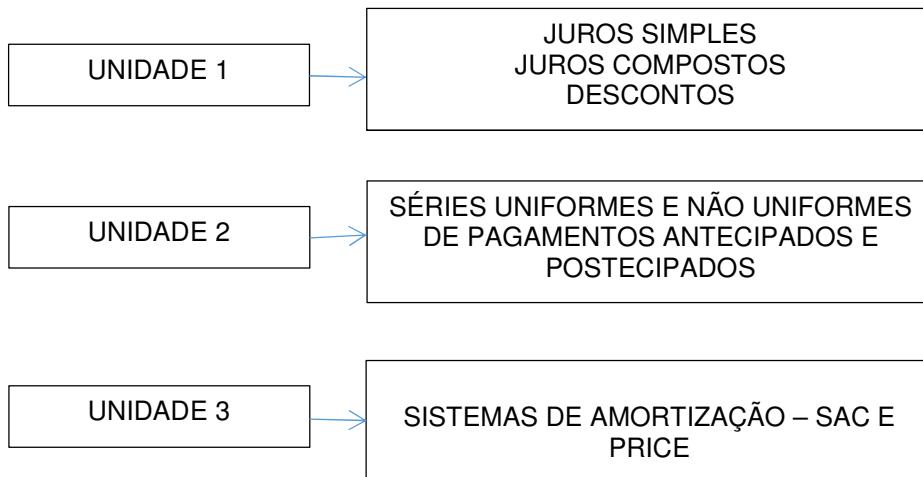 UNIDADE 1
JUROS SIMPLES
JUROS COMPOSTOS
DESCONTOS
UNIDADE 2
SÉRIES UNIFORMES E NÃO UNIFORMES
DE PAGAMENTOS ANTECIPADOS E
POSTECIPADOS
UNIDADE 3
SISTEMAS DE AMORTIZAÇÃO – SAC E
PRICE